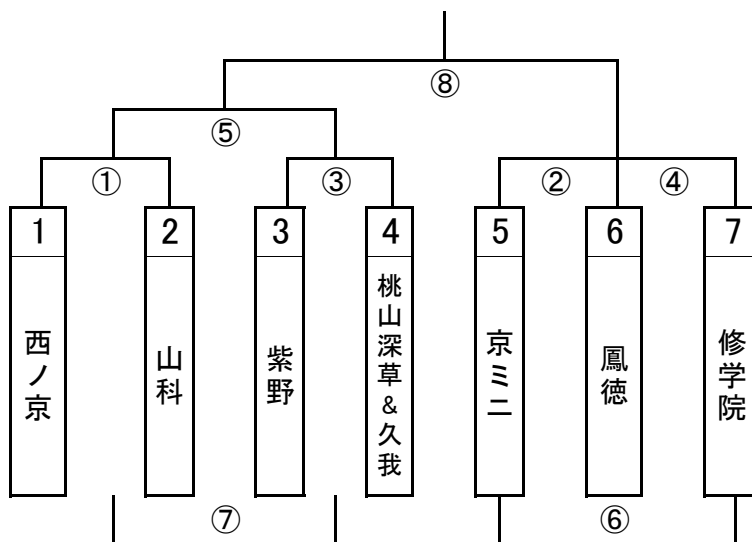 ⑧
⑤
① ③ ② ④
1 2 3 4 5 6 7
西ノ京
山科
紫野
桃山深草&久我
京ミニ
鳳徳
修学院
⑦ ⑥